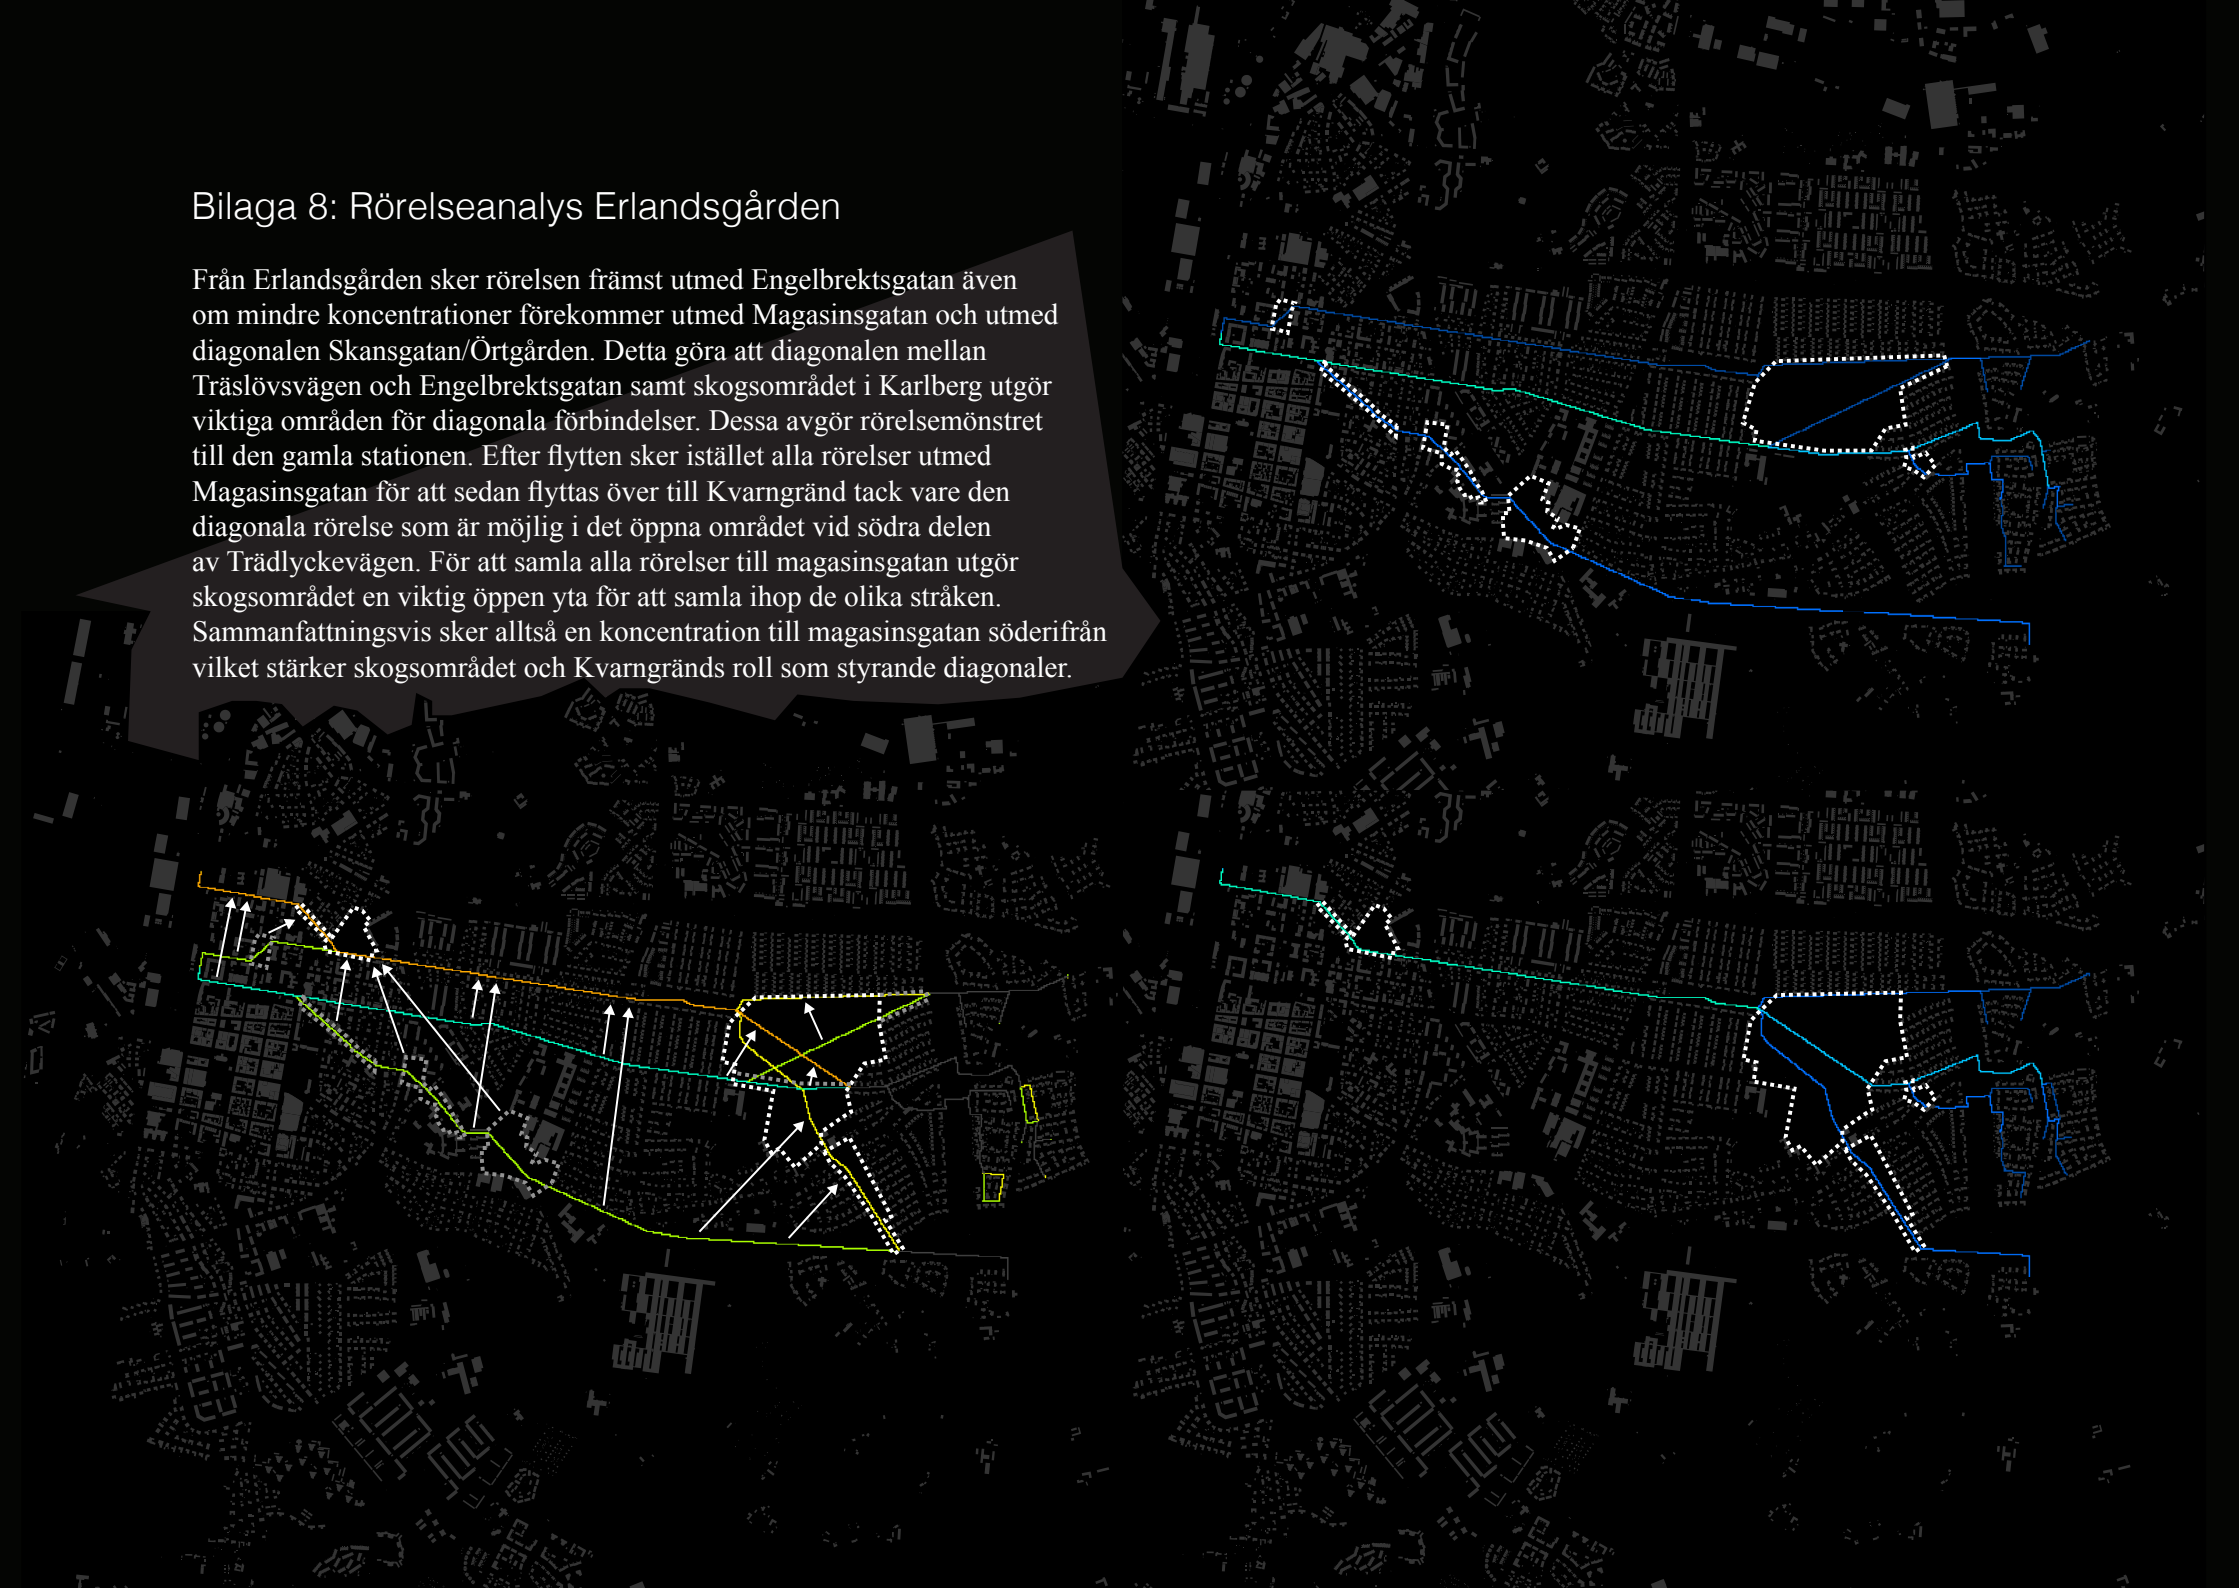 Bilaga 8: Rörelseanalys Erlandsgården
Från Erlandsgården sker rörelsen främst utmed Engelbrektsgatan även
om mindre koncentrationer förekommer utmed Magasinsgatan och utmed
diagonalen Skansgatan/Örtgården. Detta göra att diagonalen mellan
Träslövsvägen och Engelbrektsgatan samt skogsområdet i Karlberg utgör
viktiga områden för diagonala förbindelser. Dessa avgör rörelsemönstret
till den gamla stationen. Efter flytten sker istället alla rörelser utmed
Magasinsgatan för att sedan flyttas över till Kvarngränd tack vare den
diagonala rörelse som är möjlig i det öppna området vid södra delen
av Trädlyckevägen. För att samla alla rörelser till magasinsgatan utgör
skogsområdet en viktig öppen yta för att samla ihop de olika stråken.
Sammanfattningsvis sker alltså en koncentration till magasinsgatan söderifrån
vilket stärker skogsområdet och Kvarngränds roll som styrande diagonaler.